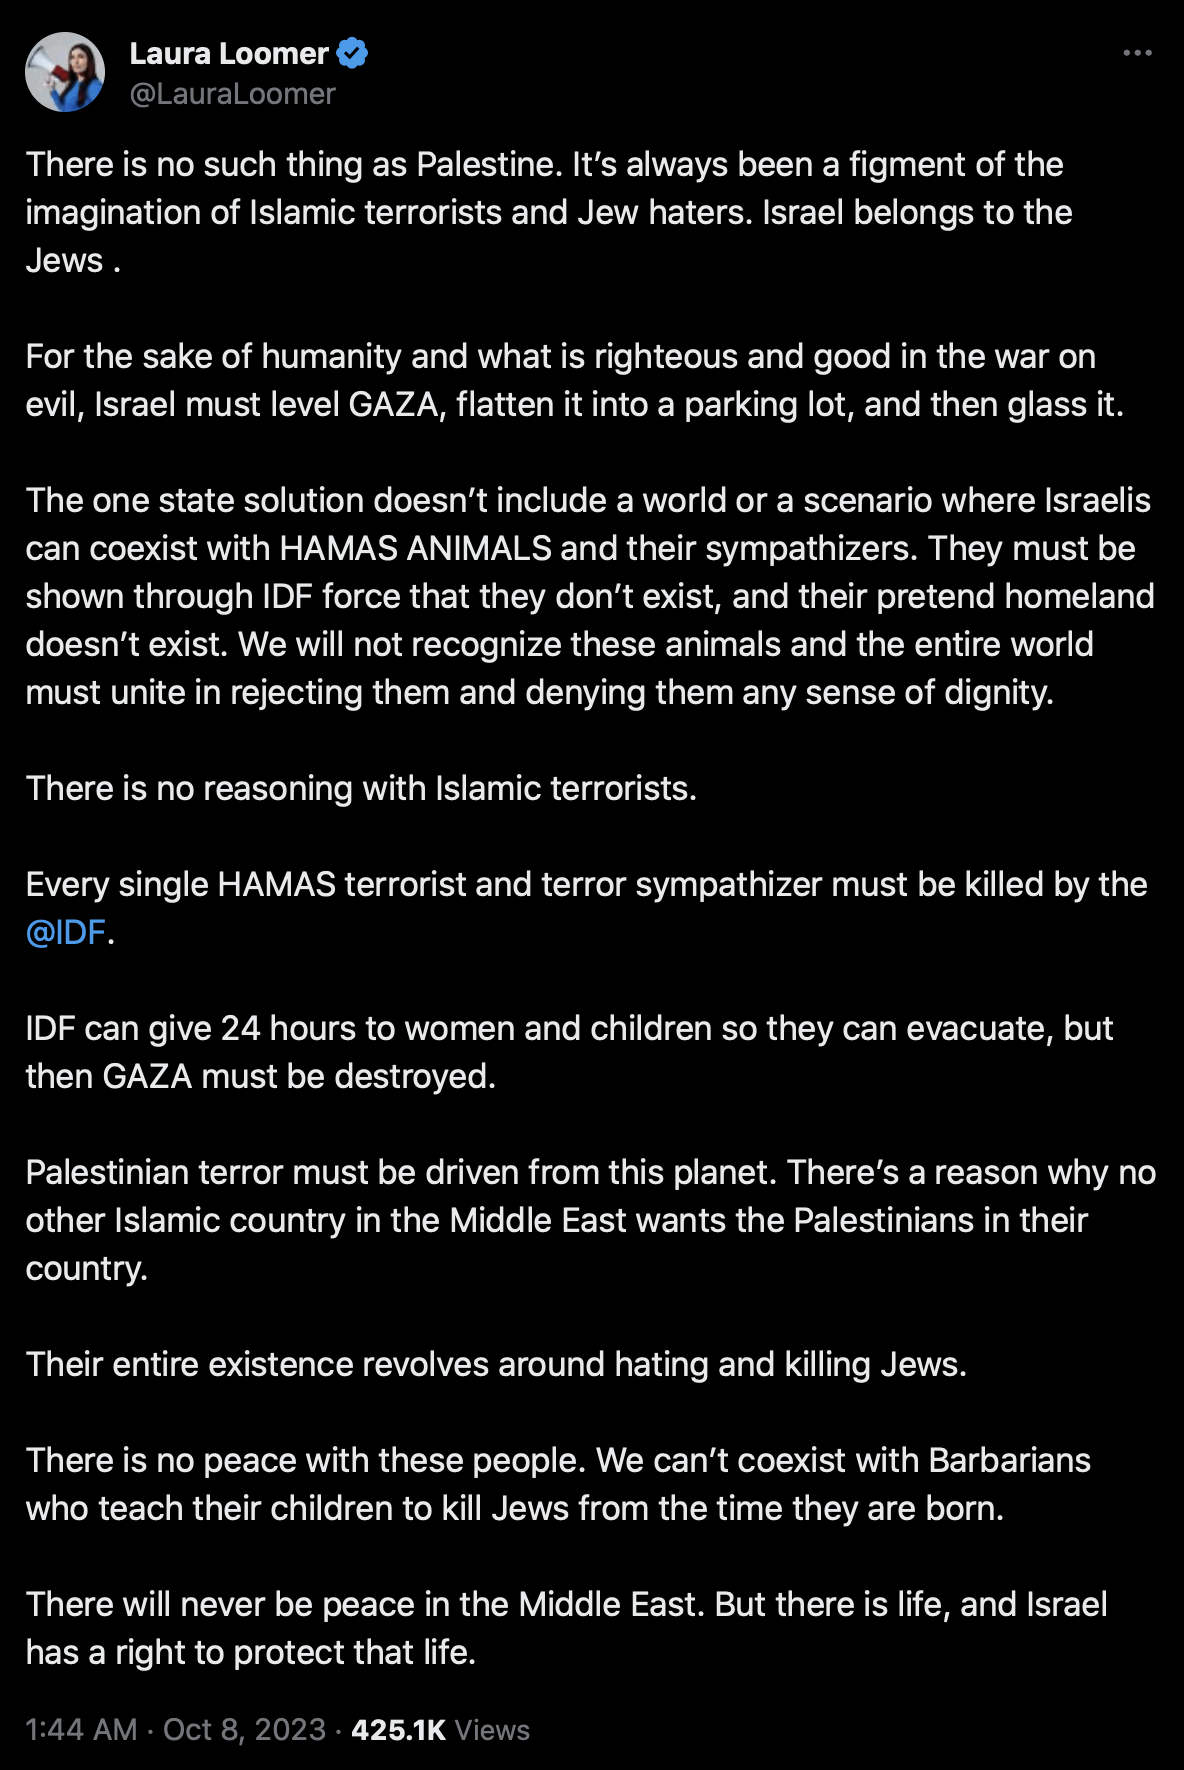 Laura Loomer
@LauraLoomer
There is no such thing as Palestine. It’s always been a figment of the
imagination of Islamic terrorists and Jew haters. Israel belongs to the
Jews .
For the sake of humanity and what is righteous and good in the war on
evil, Israel must level GAZA, flatten it into a parking lot, and then glass it.
The one state solution doesn’t include a world or a scenario where Israelis
can coexist with HAMAS ANIMALS and their sympathizers. They must be
shown through IDF force that they don’t exist, and their pretend homeland
doesn’t exist. We will not recognize these animals and the entire world
must unite in rejecting them and denying them any sense of dignity.
There is no reasoning with Islamic terrorists.
Every single HAMAS terrorist and terror sympathizer must be killed by the
@IDF.
IDF can give 24 hours to women and children so they can evacuate, but
then GAZA must be destroyed.
Palestinian terror must be driven from this planet. There’s a reason why no
other Islamic country in the Middle East wants the Palestinians in their
country.
Their entire existence revolves around hating and killing Jews.
There is no peace with these people. We can’t coexist with Barbarians
who teach their children to kill Jews from the time they are born.
There will never be peace in the Middle East. But there is life, and Israel
has a right to protect that life.
1:44 AM · Oct 8, 2023 · 425.1K Views